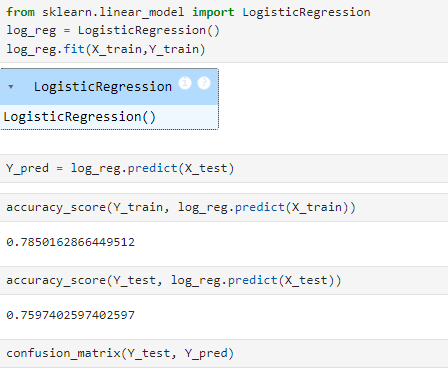 from sklearn.linear_model import LogisticRegression
log_reg = LogisticRegression()
log_reg.fit(X_train,Y_train)
▾ LogisticRegression i ?
LogisticRegression()
Y_pred = log_reg.predict(X_test)
accuracy_score(Y_train, log_reg.predict(X_train))
0.7850162866449512
accuracy_score(Y_test, log_reg.predict(X_test))
0.7597402597402597
confusion_matrix(Y_test, Y_pred)